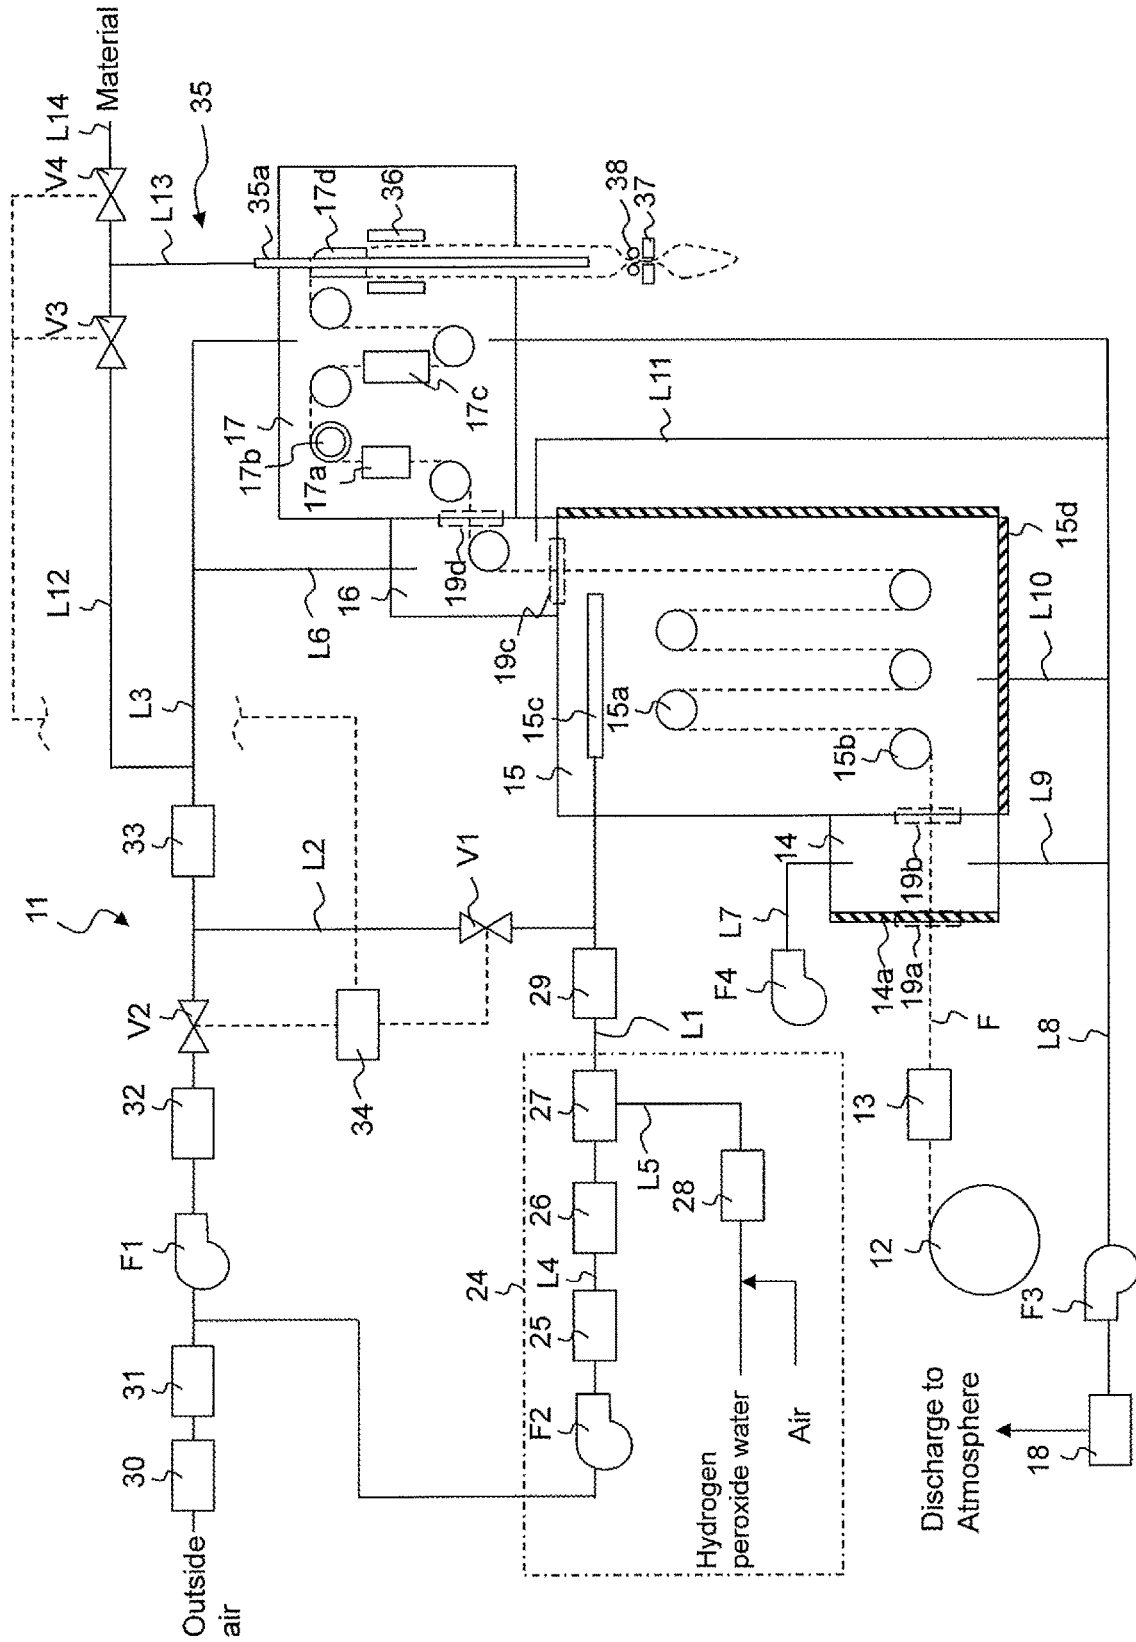 Material
L14
V4
L13
35
35a
17d
36
38
37
V3
17
17b
17a
17c
L11
L12
L6
16
19d
19c
15d
L3
15
15c
15a
15b
L10
L9
33
11
L2
V1
14
19b
L7
F4
14a
19a
F
L8
V2
29
L1
34
32
27
L5
28
26
13
F1
24
L4
25
12
F3
31
F2
30
Hydrogen
peroxide water
Air
Discharge to
Atmosphere
18
Outside
air